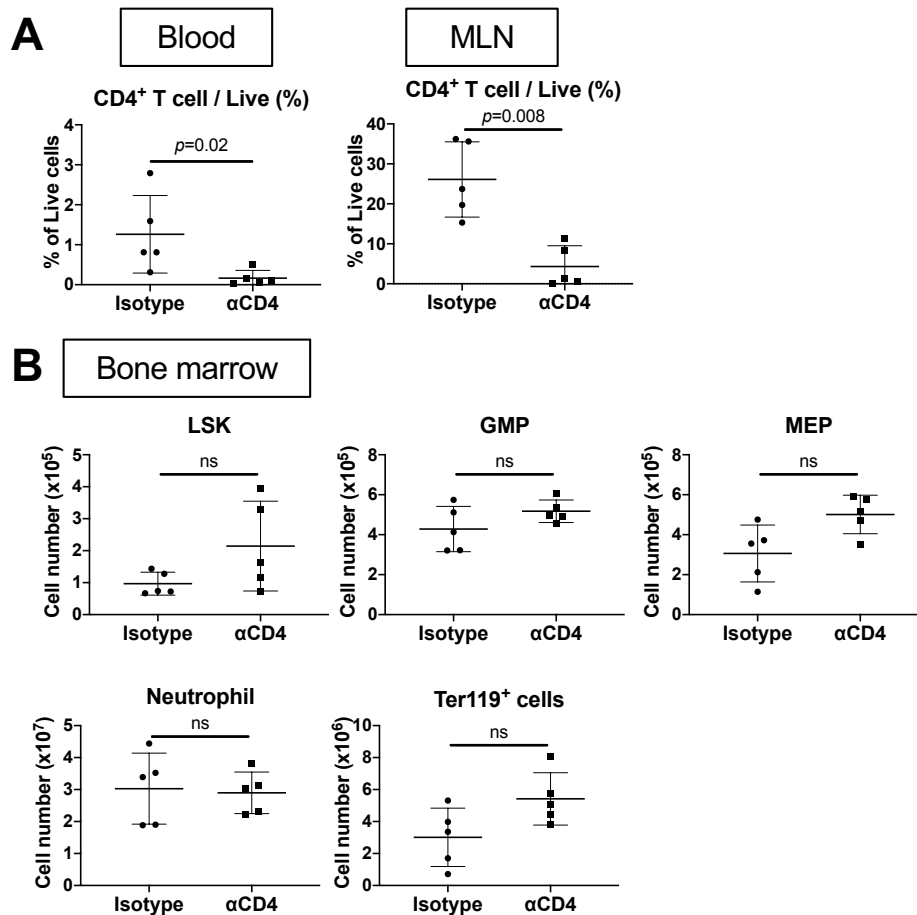 A
Blood
MLN
CD4⁺ T cell / Live (%)
CD4⁺ T cell / Live (%)
% of Live cells
4
3
2
1
0
p=0.02
Isotype
αCD4
% of Live cells
40
30
20
10
0
p=0.008
Isotype
αCD4
B
Bone marrow
LSK
Cell number (x10⁵)
5
4
3
2
1
0
ns
Isotype
αCD4
GMP
Cell number (x10⁵)
8
6
4
2
0
ns
Isotype
αCD4
MEP
Cell number (x10⁵)
8
6
4
2
0
ns
Isotype
αCD4
Neutrophil
Cell number (x10⁷)
5
4
3
2
1
0
ns
Isotype
αCD4
Ter119⁺ cells
Cell number (x10⁶)
10
8
6
4
2
0
ns
Isotype
αCD4